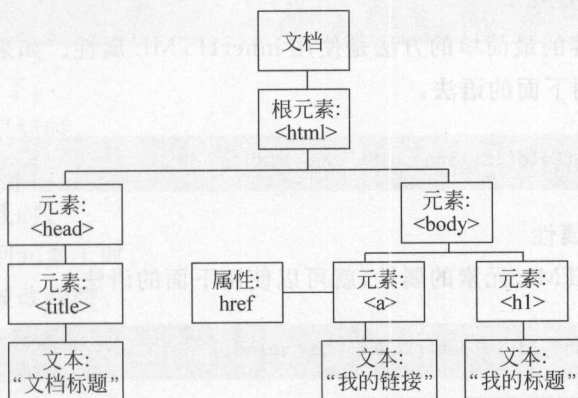 文档
根元素:
<html>
元素:
<head>
元素:
<body>
元素:
<title>
属性:
href
元素:
<a>
元素:
<h1>
文本:
“文档标题”
文本:
“我的链接”
文本:
“我的标题”